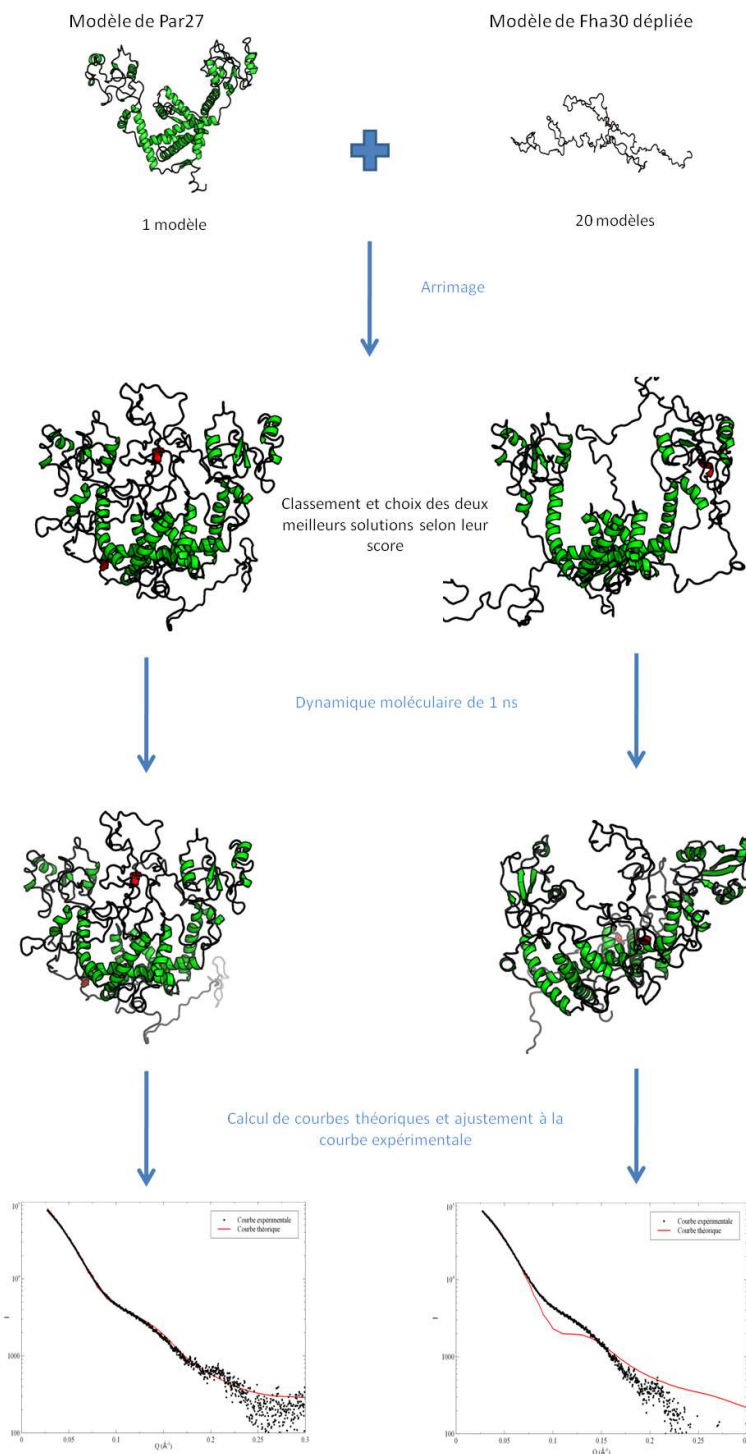 Modèle de Par27
Modèle de Fha30 dépliée
1 modèle
20 modèles
Arrimage
Classement et choix des deux
meilleurs solutions selon leur
score
Dynamique moléculaire de 1 ns
Calcul de courbes théoriques et ajustement à la
courbe expérimentale
Courbe expérimentale
Courbe théorique
1000
100
0
0.05
0.1
0.15
0.2
0.25
0.3
Courbe expérimentale
Courbe théorique
1000
100
0
0.05
0.1
0.15
0.2
0.25